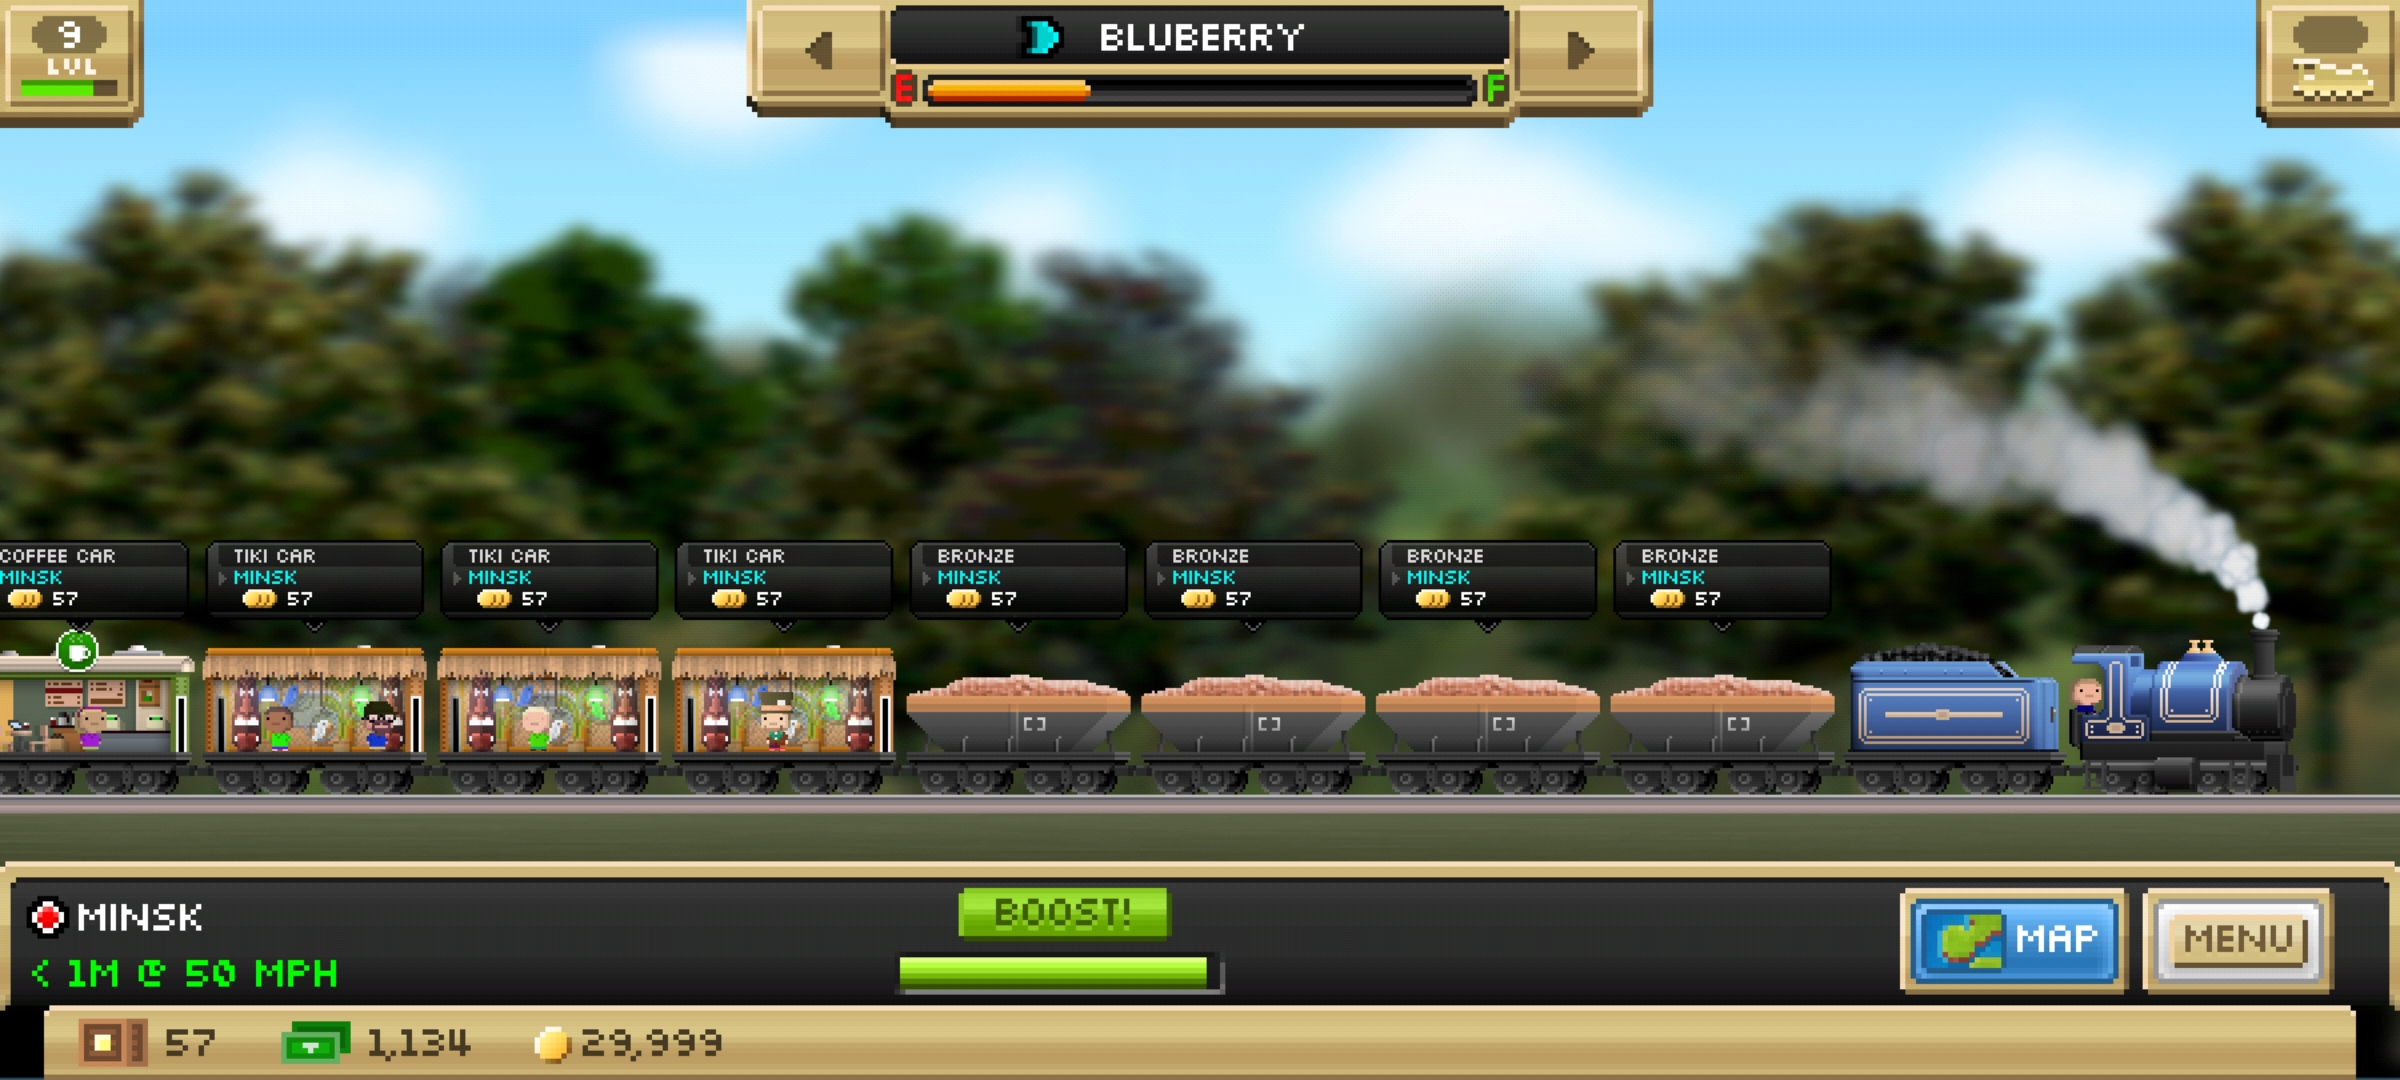 9
LVL
BLUBERRY
E F
COFFEE CAR
MINSK
57
TIKI CAR
MINSK
57
TIKI CAR
MINSK
57
TIKI CAR
MINSK
57
BRONZE
MINSK
57
BRONZE
MINSK
57
BRONZE
MINSK
57
BRONZE
MINSK
57
MINSK
< 1M @ 50 MPH
BOOST!
MAP
MENU
57 1,134 29,999